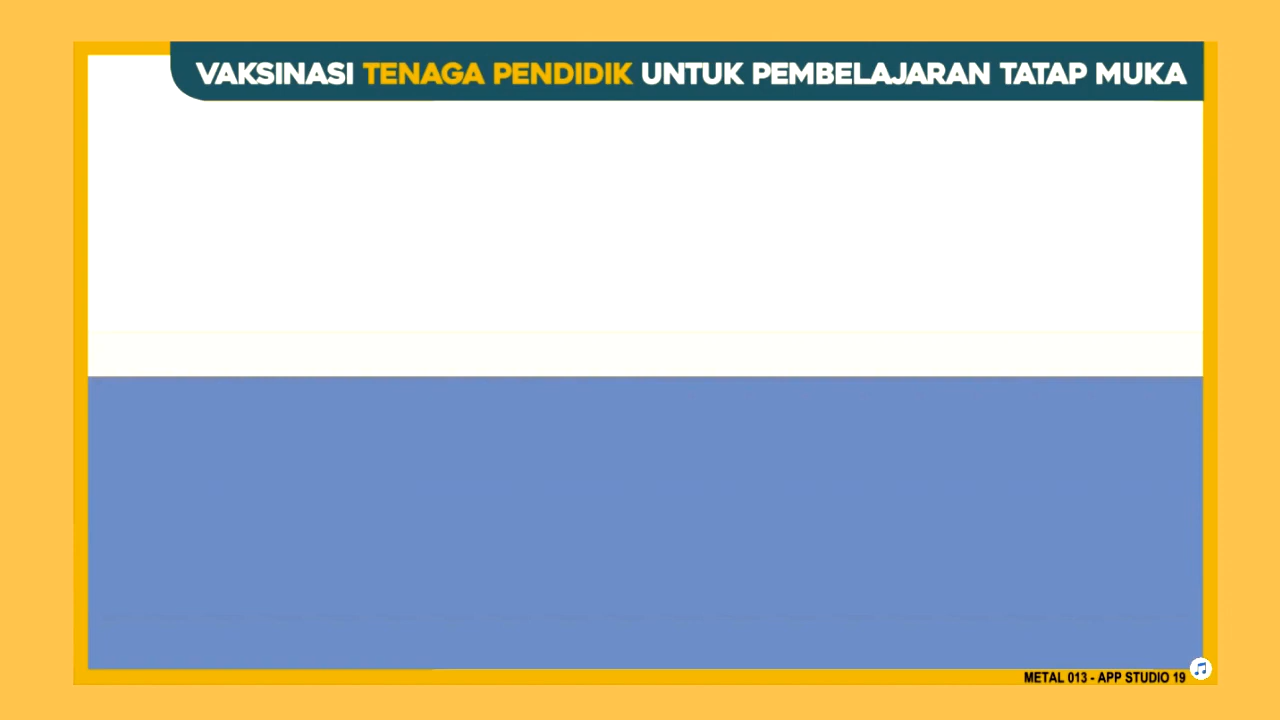 VAKSINASI TENAGA PENDIDIK UNTUK PEMBELAJARAN TATAP MUKA
METAL 013 - APP STUDIO 19